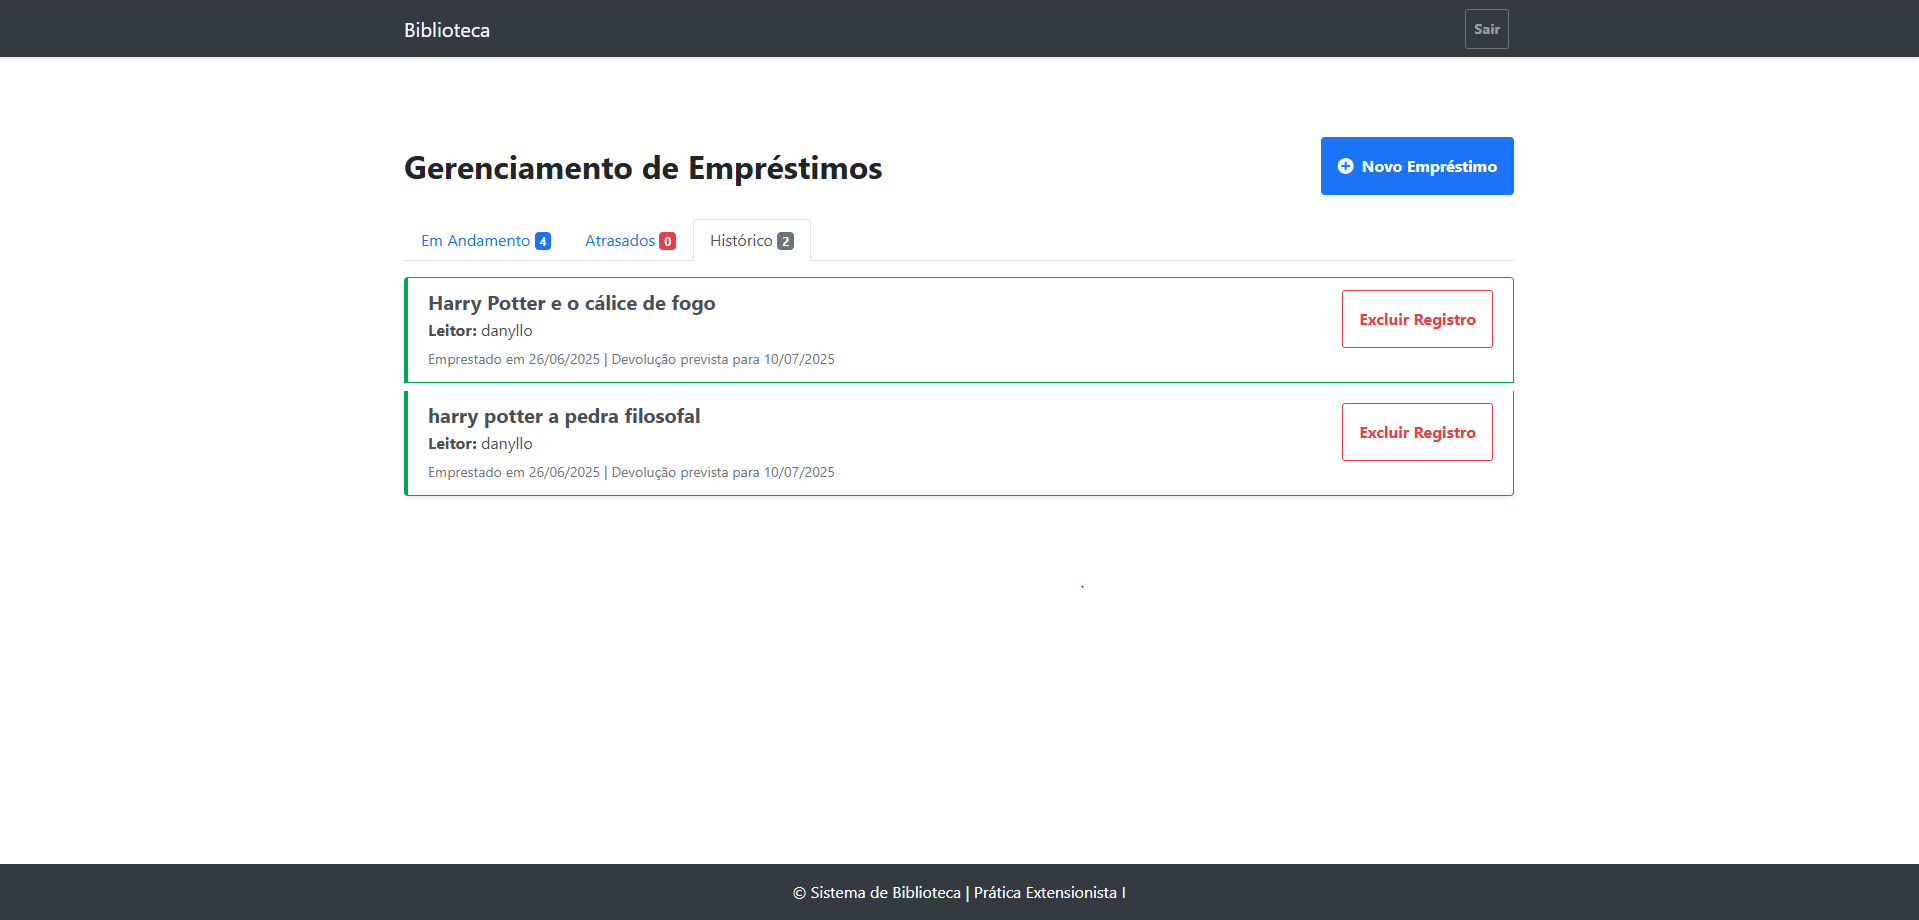 Biblioteca
Sair
Gerenciamento de Empréstimos
Novo Empréstimo
Em Andamento 4
Atrasados 0
Histórico 2
Harry Potter e o cálice de fogo
Leitor: danyllo
Emprestado em 26/06/2025 | Devolução prevista para 10/07/2025
Excluir Registro
harry potter a pedra filosofal
Leitor: danyllo
Emprestado em 26/06/2025 | Devolução prevista para 10/07/2025
Excluir Registro
© Sistema de Biblioteca | Prática Extensionista I